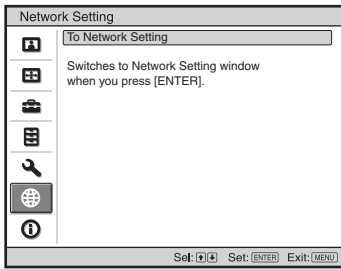 Network Setting
To Network Setting
Switches to Network Setting window
when you press [ENTER].
Sel: Set: ENTER Exit: MENU